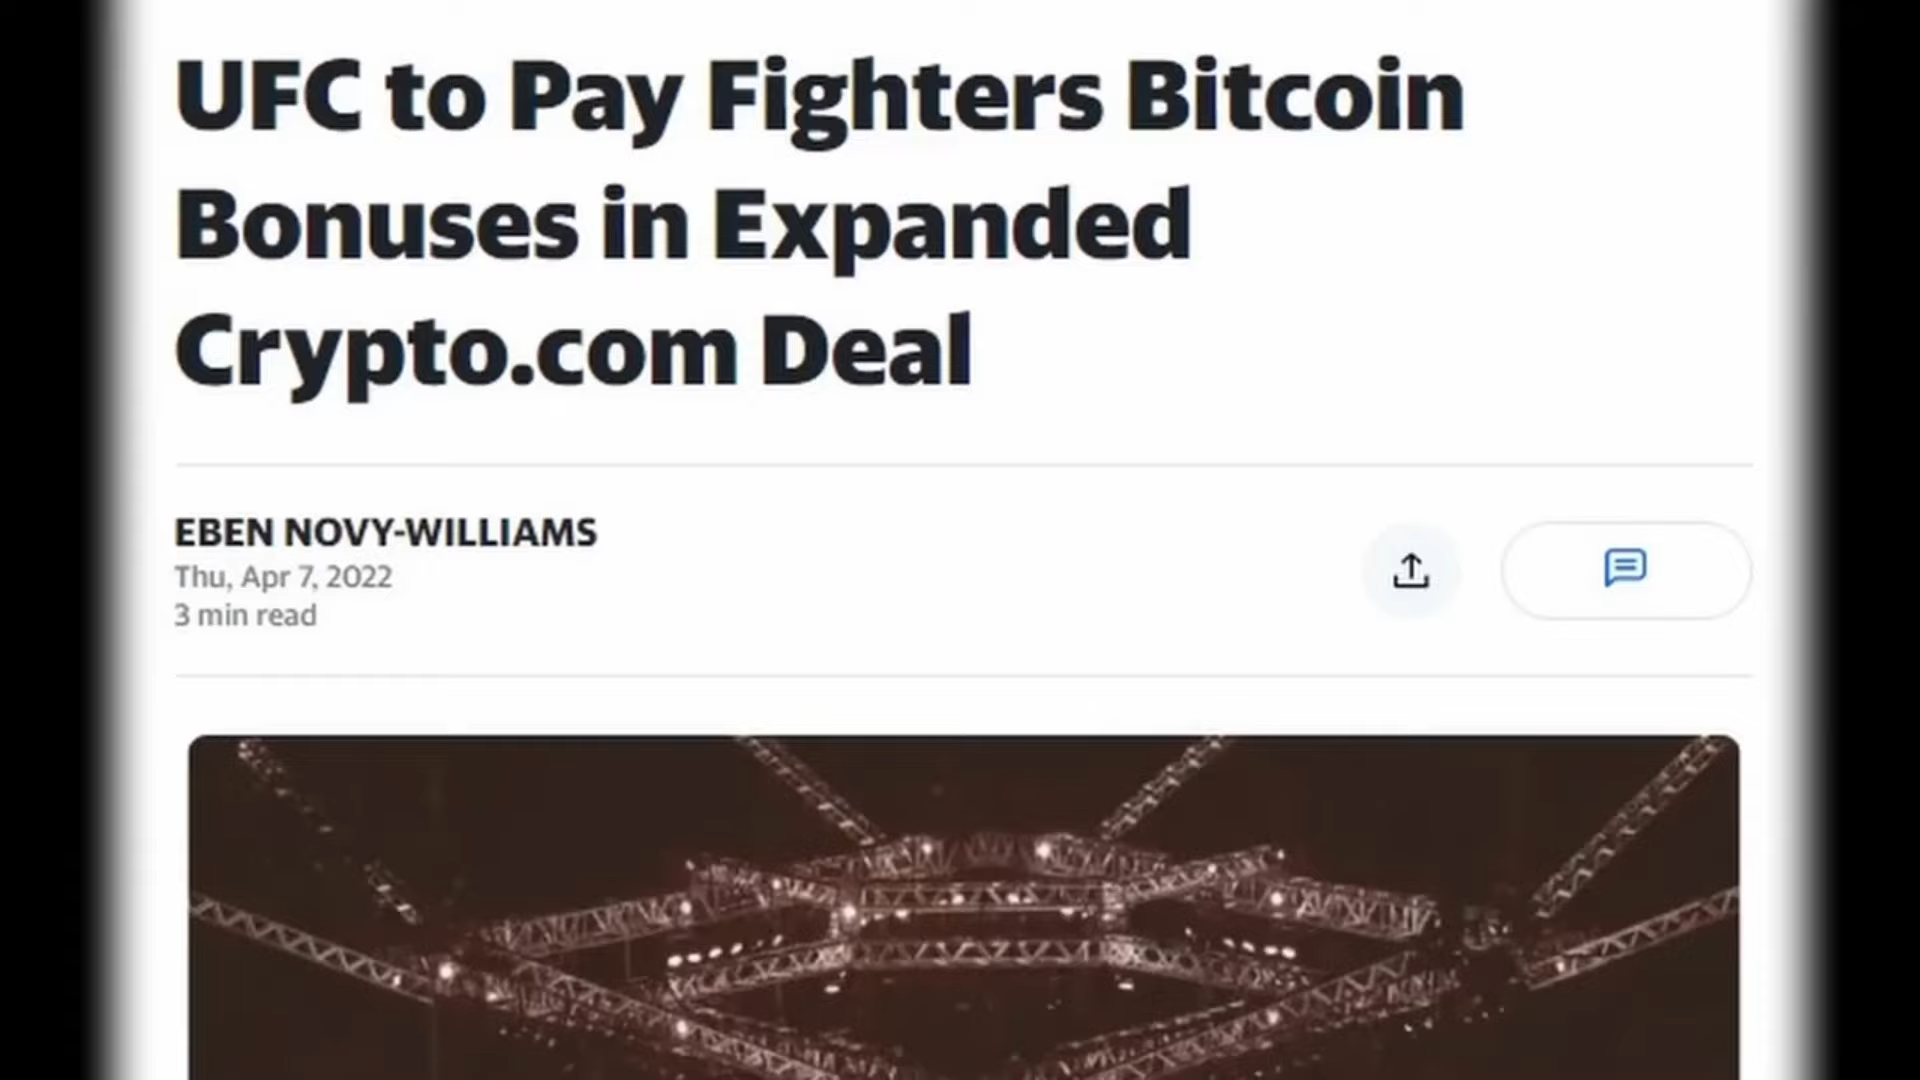 UFC to Pay Fighters Bitcoin
Bonuses in Expanded
Crypto.com Deal
EBEN NOVY-WILLIAMS
Thu, Apr 7, 2022
3 min read